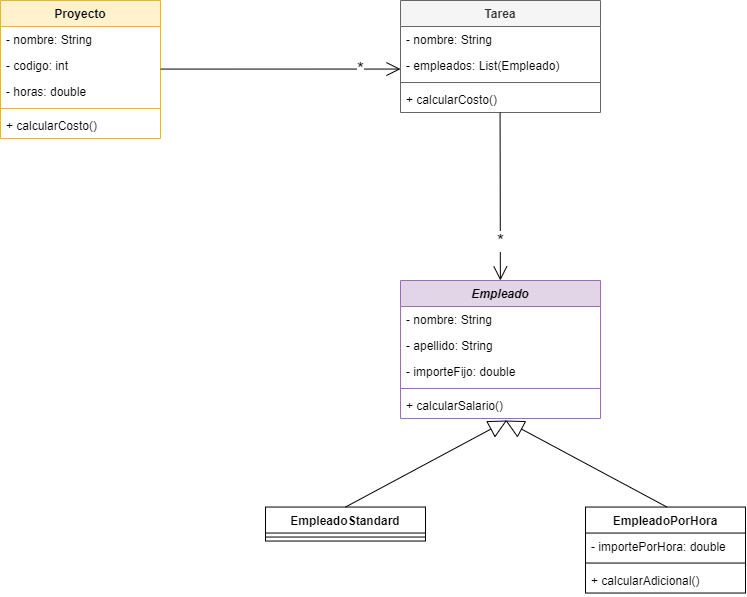 Proyecto
- nombre: String
- codigo: int
- horas: double
+ calcularCosto()
*
Tarea
- nombre: String
- empleados: List(Empleado)
+ calcularCosto()
*
Empleado
- nombre: String
- apellido: String
- importeFijo: double
+ calcularSalario()
EmpleadoStandard
EmpleadoPorHora
- importePorHora: double
+ calcularAdicional()